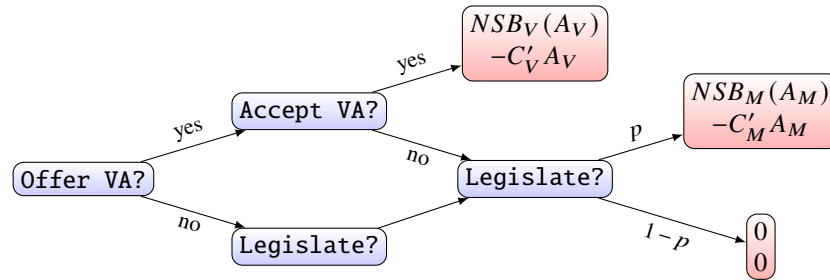 NSB_V(A_V)
−C′_V A_V
yes
Accept VA?
NSB_M(A_M)
−C′_M A_M
yes
p
no
Offer VA?
Legislate?
no
1−p
Legislate?
0
0